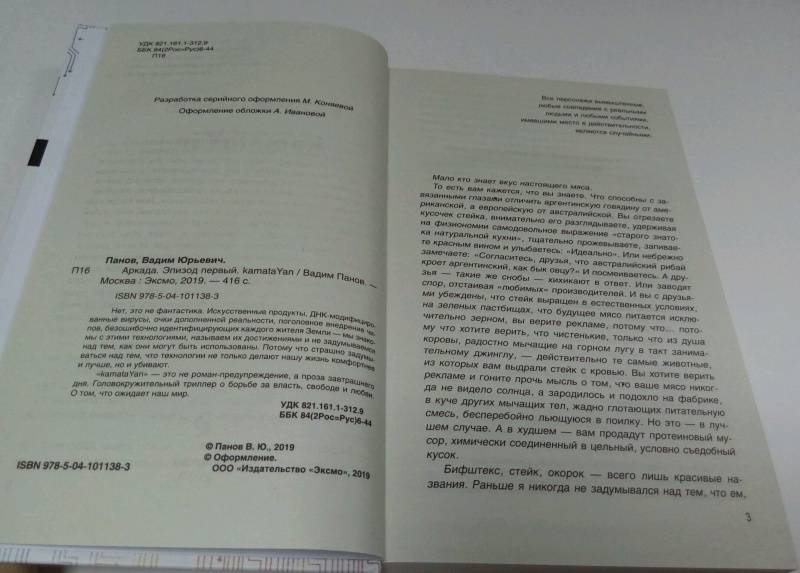 УДК 821.161.1-312.9
ББК 84(2Рос=Рус)6-44
П16
Разработка серийного оформления М. Коняевой
Оформление обложки А. Ивановой
Панов, Вадим Юрьевич.
П16 Аркада. Эпизод первый. kamataYan / Вадим Панов. —
Москва : Эксмо, 2019. — 416 с.
ISBN 978-5-04-101138-3
Нет, это не фантастика. Искусственные продукты, ДНК-модифициро-
ванные вирусы, очки дополненной реальности, поголовное внедрение чи-
пов, безошибочно идентифицирующих каждого жителя Земли — мы знако-
мы с этими технологиями, называем их достижениями и не задумываемся
над тем, как они могут быть использованы. Потому что страшно задумы-
ваться над тем, что технологии не только делают нашу жизнь комфортнее
и лучше, но и убивают.
«kamataYan» — это не роман-предупреждение, а проза завтрашнего
дня. Головокружительный триллер о борьбе за власть, свободе и любви.
О том, что ожидает наш мир.
УДК 821.161.1-312.9
ББК 84(2Рос=Рус)6-44
© Панов В. Ю., 2019
© Оформление.
ООО «Издательство «Эксмо», 2019
ISBN 978-5-04-101138-3
Все персонажи вымышленные,
любые совпадения с реальными
людьми и любыми событиями,
имевшими место в действительности,
являются случайными.
Мало кто знает вкус настоящего мяса.
То есть вам кажется, что вы знаете. Что способны с за-
вязанными глазами отличить аргентинскую говядину от аме-
риканской, а европейскую от австралийской. Вы отрезаете
кусочек стейка, внимательно его разглядываете, удерживая
на физиономии самодовольное выражение «старого знато-
ка натуральной кухни», тщательно прожевываете, запивае-
те красным вином и улыбаетесь: «Идеально». Или небрежно
замечаете: «Согласитесь, друзья, что австралийский рибай
кроет аргентинский, как бык овцу?» И посмеиваетесь. А дру-
зья — такие же снобы — хихикают в ответ. Или заводят
спор, отстаивая «любимых» производителей. И вы с друзья-
ми убеждены, что стейк выращен в естественных условиях,
на зеленых пастбищах, что будущее мясо питается исклю-
чительно зерном, вы верите рекламе, потому что... пото-
му что хотите верить, что чистенькие, только что из душа
коровы, радостно мычащие на горном лугу в такт занима-
тельному джинглу, — действительно те самые животные,
из которых вам выдрали стейк с кровью. Вы хотите верить
рекламе и гоните прочь мысль о том, что ваше мясо никог-
да не видело солнца, а зародилось и подохло на фабрике,
в куче других мычащих тел, жадно глотающих питательную
смесь, бесперебойно льющуюся в поилку. Но это — в луч-
шем случае. А в худшем — вам продадут протеиновый му-
сор, химически соединенный в цельный, условно съедобный
кусок.
Бифштекс, стейк, окорок — всего лишь красивые на-
звания. Раньше я никогда не задумывался над тем, что ем,
3